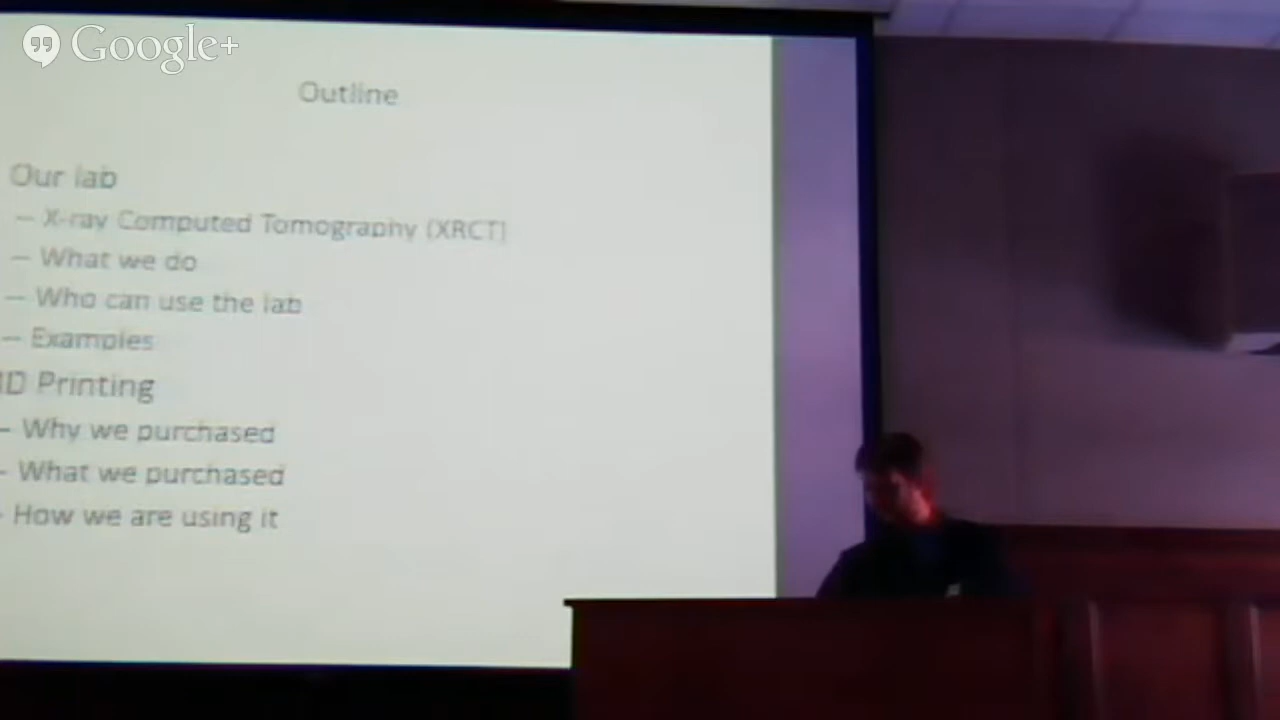 Google+
Outline
Our lab
– X-ray Computed Tomography (XRCT)
– What we do
– Who can use the lab
– Examples
D Printing
– Why we purchased
– What we purchased
- How we are using it